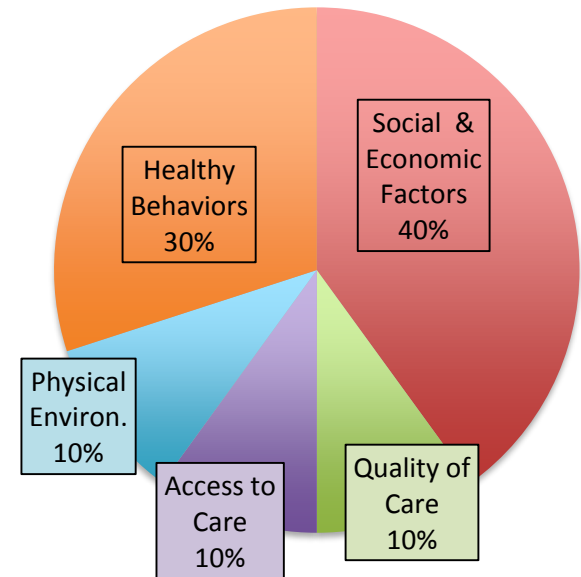 Social &
Economic
Factors
40%
Healthy
Behaviors
30%
Physical
Environ.
10%
Access to
Care
10%
Quality of
Care
10%